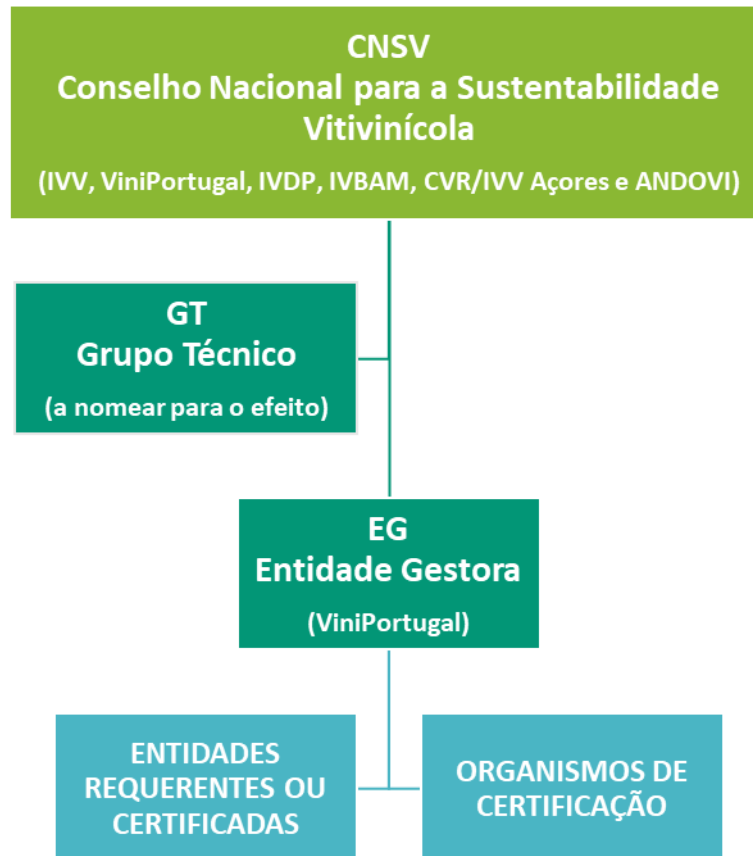 CNSV
Conselho Nacional para a Sustentabilidade
Vitivinícola
(IVV, ViniPortugal, IVDP, IVBAM, CVR/IVV Açores e ANDOVI)
GT
Grupo Técnico
(a nomear para o efeito)
EG
Entidade Gestora
(ViniPortugal)
ENTIDADES
REQUERENTES OU
CERTIFICADAS
ORGANISMOS DE
CERTIFICAÇÃO